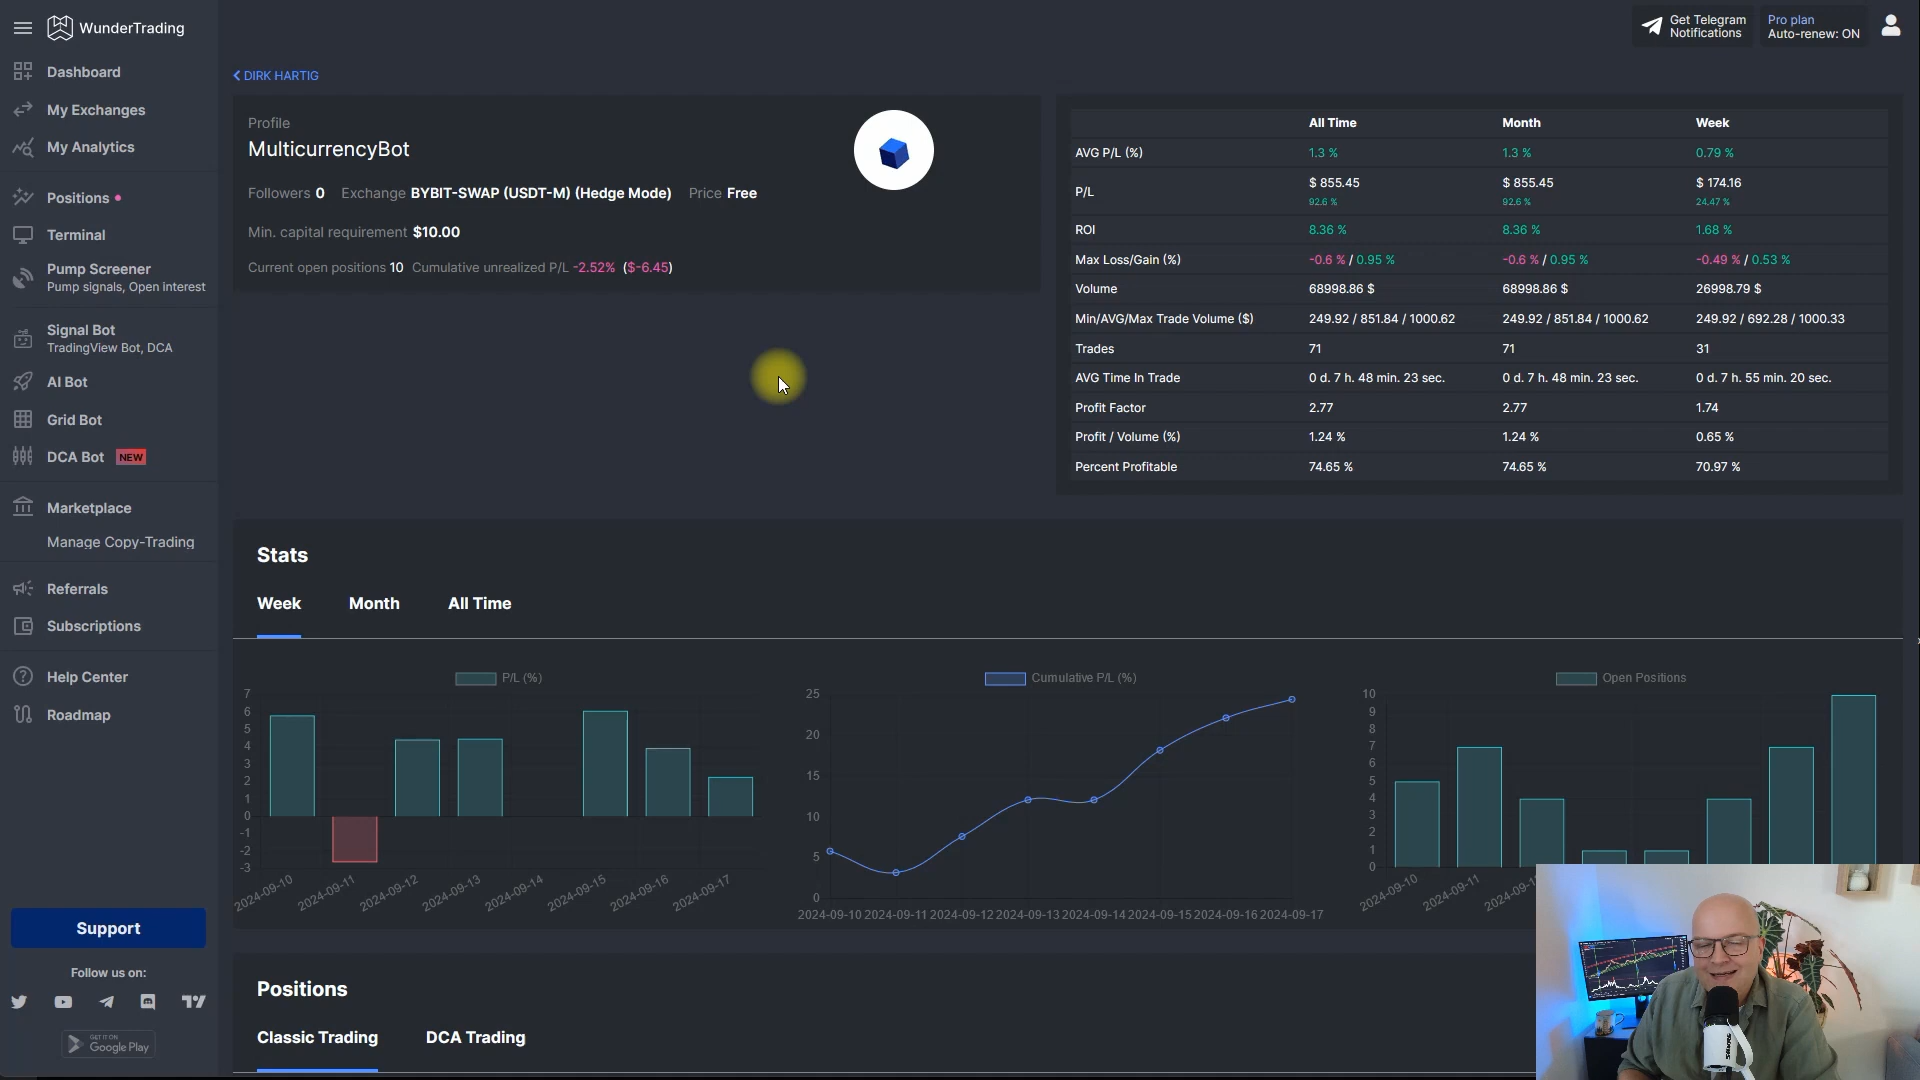 WunderTrading
Get Telegram
Notifications
Pro plan
Auto-renew: ON
Dashboard
My Exchanges
My Analytics
Positions
Terminal
Pump Screener
Pump signals, Open interest
Signal Bot
TradingView Bot, DCA
AI Bot
Grid Bot
DCA Bot NEW
Marketplace
Manage Copy-Trading
Referrals
Subscriptions
Help Center
Roadmap
Support
Follow us on:
GET IT ON
Google Play
DIRK HARTIG
Profile
MulticurrencyBot
Followers 0 Exchange BYBIT-SWAP (USDT-M) (Hedge Mode) Price Free
Min. capital requirement $10.00
Current open positions 10 Cumulative unrealized P/L -2.52% ($-6.45)
All Time Month Week
AVG P/L (%) 1.3 % 1.3 % 0.79 %
P/L $ 855.45 $ 855.45 $ 174.16
92.6 % 92.6 % 24.47 %
ROI 8.36 % 8.36 % 1.68 %
Max Loss/Gain (%) -0.6 % / 0.95 % -0.6 % / 0.95 % -0.49 % / 0.53 %
Volume 68998.86 $ 68998.86 $ 26998.79 $
Min/AVG/Max Trade Volume ($) 249.92 / 851.84 / 1000.62 249.92 / 851.84 / 1000.62 249.92 / 692.28 / 1000.33
Trades 71 71 31
AVG Time In Trade 0 d. 7 h. 48 min. 23 sec. 0 d. 7 h. 48 min. 23 sec. 0 d. 7 h. 55 min. 20 sec.
Profit Factor 2.77 2.77 1.74
Profit / Volume (%) 1.24 % 1.24 % 0.65 %
Percent Profitable 74.65 % 74.65 % 70.97 %
Stats
Week Month All Time
P/L (%)
7
6
5
4
3
2
1
0
-1
-2
-3
2024-09-10 2024-09-11 2024-09-12 2024-09-13 2024-09-14 2024-09-15 2024-09-16 2024-09-17
Cumulative P/L (%)
25
20
15
10
5
0
2024-09-10 2024-09-11 2024-09-12 2024-09-13 2024-09-14 2024-09-15 2024-09-16 2024-09-17
Open Positions
10
9
8
7
6
5
4
3
2
1
0
2024-09-10 2024-09-11 2024-09-1
Positions
Classic Trading DCA Trading